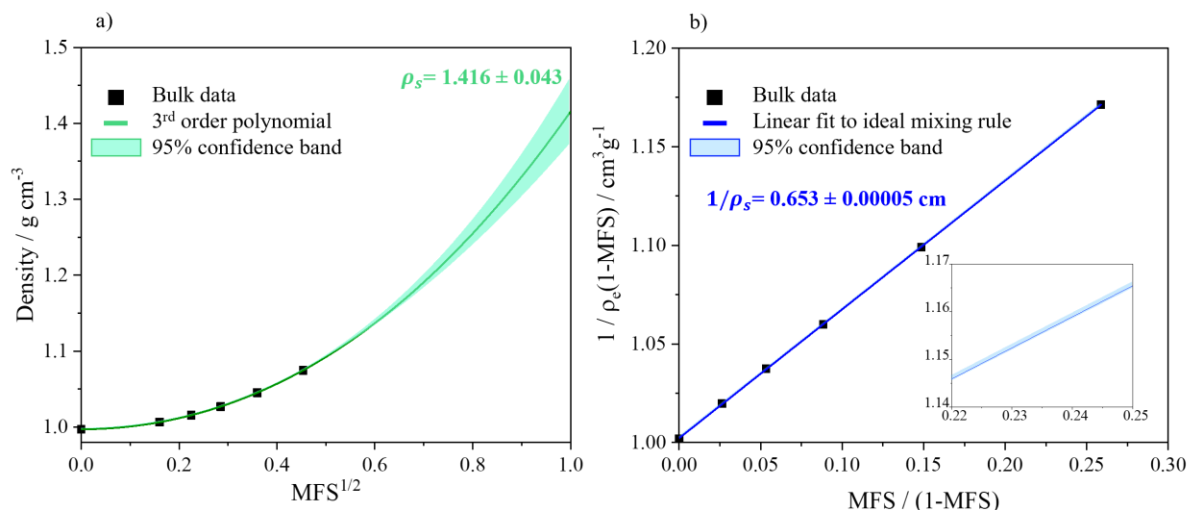 a)
1.5
1.4
1.3
1.2
1.1
1.0
Density / g cm⁻³
ρₛ= 1.416 ± 0.043
Bulk data
3ʳᵈ order polynomial
95% confidence band
0.0 0.2 0.4 0.6 0.8 1.0
MFS¹ᐟ²
b)
1.20
1.15
1.10
1.05
1.00
1 / ρₑ(1-MFS) / cm³g⁻¹
Bulk data
Linear fit to ideal mixing rule
95% confidence band
1/ρₛ= 0.653 ± 0.00005 cm
1.17
1.16
1.15
1.14
0.22 0.23 0.24 0.25
0.00 0.05 0.10 0.15 0.20 0.25 0.30
MFS / (1-MFS)